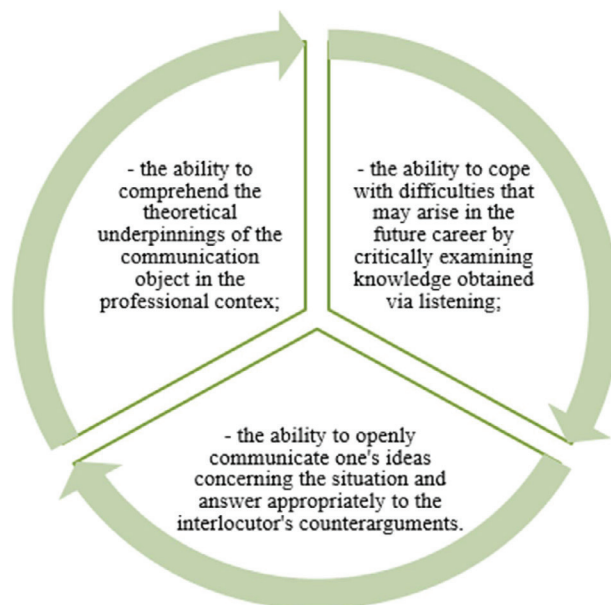 - the ability to
comprehend the
theoretical
underpinnings of the
communication
object in the
professional contex;
- the ability to cope
with difficulties that
may arise in the
future career by
critically examining
knowledge obtained
via listening;
- the ability to openly
communicate one's ideas
concerning the situation and
answer appropriately to the
interlocutor's counterarguments.